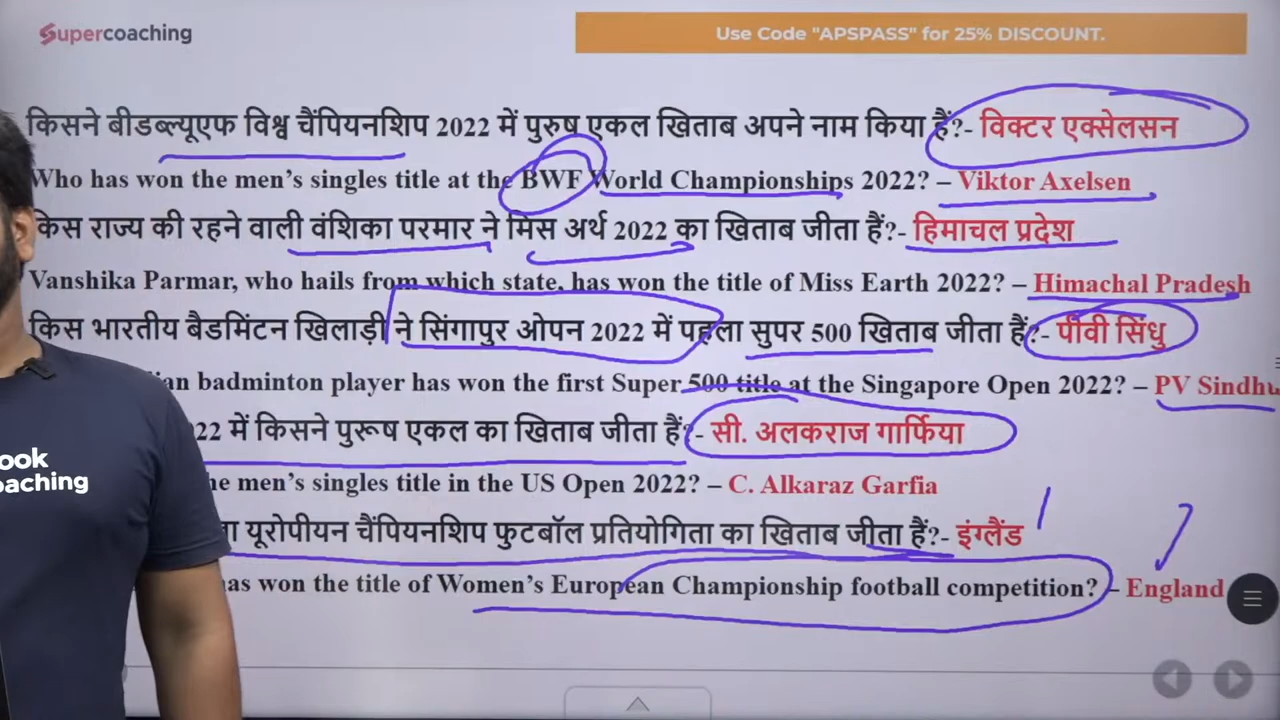 Supercoaching
Use Code "APSPASS" for 25% DISCOUNT.
किसने बीडब्ल्यूएफ विश्व चैंपियनशिप 2022 में पुरुष एकल खिताब अपने नाम किया हैं?- विक्टर एक्सेलसन
Who has won the men's singles title at the BWF World Championships 2022? – Viktor Axelsen
किस राज्य की रहने वाली वंशिका परमार ने मिस अर्थ 2022 का खिताब जीता हैं?- हिमाचल प्रदेश
Vanshika Parmar, who hails from which state, has won the title of Miss Earth 2022? – Himachal Pradesh
किस भारतीय बैडमिंटन खिलाड़ी ने सिंगापुर ओपन 2022 में पहला सुपर 500 खिताब जीता हैं?- पीवी सिंधु
badminton player has won the first Super 500 title at the Singapore Open 2022? – PV Sindhu
22 में किसने पुरूष एकल का खिताब जीता हैं?- सी. अलकराज गार्फिया
he men's singles title in the US Open 2022? – C. Alkaraz Garfia
यूरोपीयन चैंपियनशिप फुटबॉल प्रतियोगिता का खिताब जीता हैं?- इंग्लैंड
has won the title of Women's European Championship football competition? – England
ook
oaching